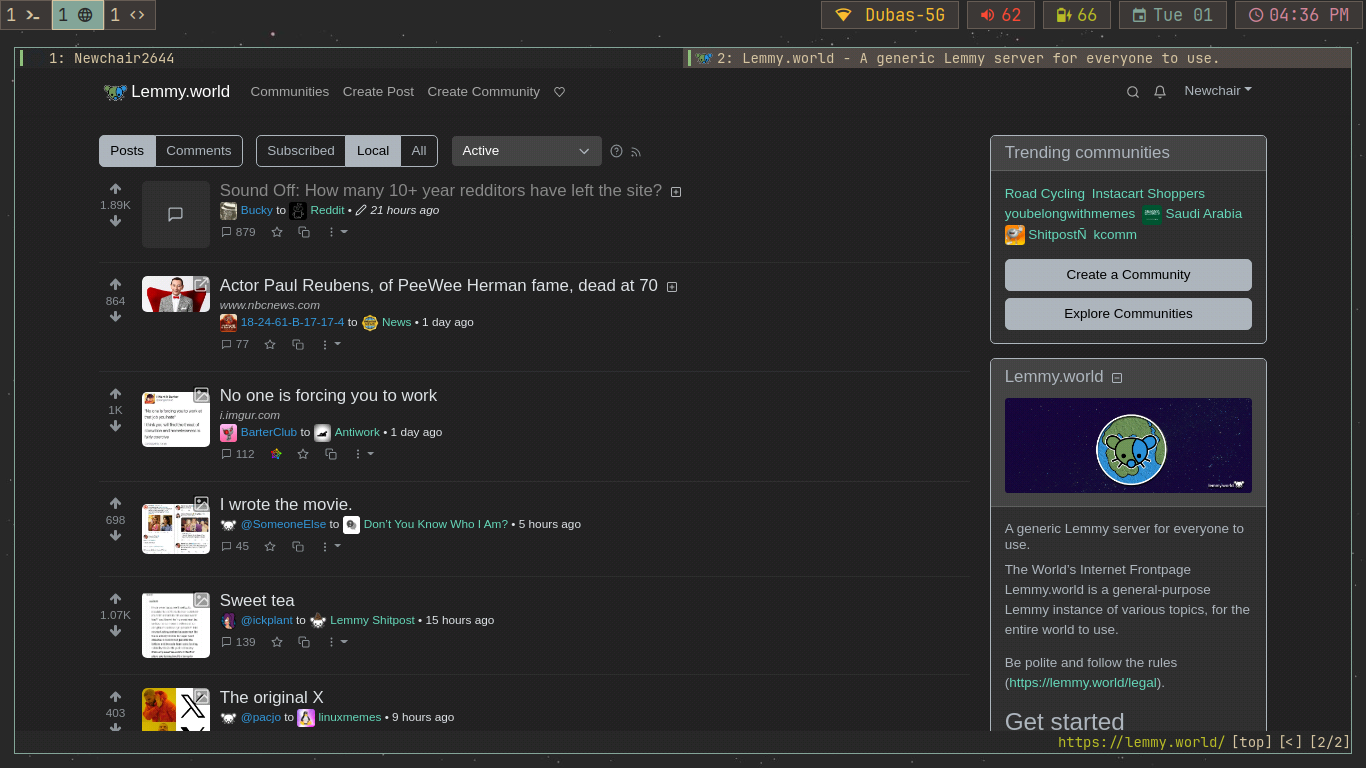 1
1
1
Dubas-5G
62
66
Tue 01
04:36 PM
1: Newchair2644
2: Lemmy.world - A generic Lemmy server for everyone to use.
Lemmy.world Communities Create Post Create Community
Newchair
Posts Comments Subscribed Local All Active
Sound Off: How many 10+ year redditors have left the site?
1.89K
Bucky to Reddit • 21 hours ago
879
Actor Paul Reubens, of PeeWee Herman fame, dead at 70
864
www.nbcnews.com
18-24-61-B-17-17-4 to News • 1 day ago
77
No one is forcing you to work
1K
i.imgur.com
BarterClub to Antiwork • 1 day ago
112
I wrote the movie.
698
@SomeoneElse to Don't You Know Who I Am? • 5 hours ago
45
Sweet tea
1.07K
@ickplant to Lemmy Shitpost • 15 hours ago
139
The original X
403
@pacjo to linuxmemes • 9 hours ago
Trending communities
Road Cycling Instacart Shoppers
youbelongwithmemes Saudi Arabia
ShitpostÑ kcomm
Create a Community
Explore Communities
Lemmy.world
lemmy.world
A generic Lemmy server for everyone to
use.
The World's Internet Frontpage
Lemmy.world is a general-purpose
Lemmy instance of various topics, for the
entire world to use.
Be polite and follow the rules
(https://lemmy.world/legal).
Get started
https://lemmy.world/ [top] [<] [2/2]